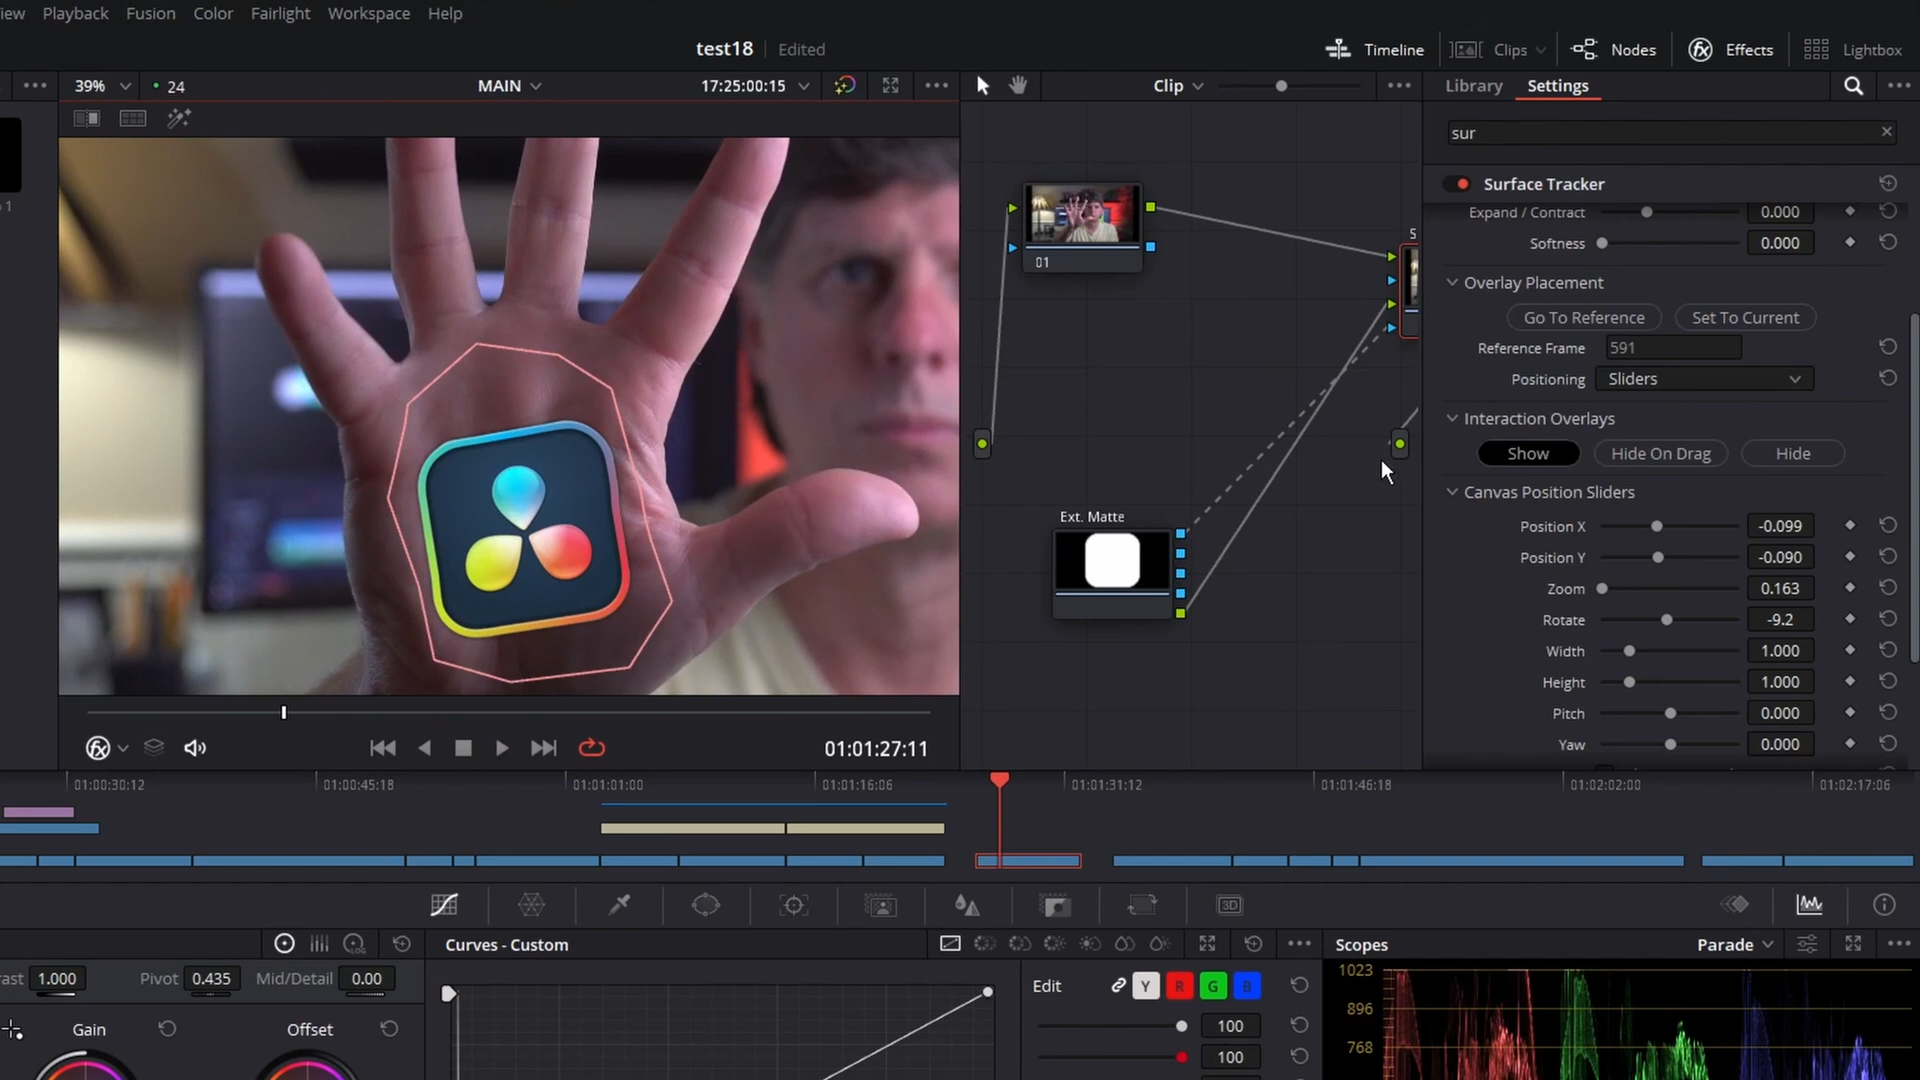 iew Playback Fusion Color Fairlight Workspace Help
test18 Edited
Timeline Clips Nodes Effects Lightbox
39% 24 MAIN 17:25:00:15 Clip Library Settings
sur
Surface Tracker
Expand / Contract 0.000
Softness 0.000
Overlay Placement
Go To Reference Set To Current
Reference Frame 591
Positioning Sliders
Interaction Overlays
Show Hide On Drag Hide
Canvas Position Sliders
Position X -0.099
Position Y -0.090
Zoom 0.163
Rotate -9.2
Width 1.000
Height 1.000
Pitch 0.000
Yaw 0.000
1
01
S
Ext. Matte
01:01:27:11
01:00:30:12 01:00:45:18 01:01:01:00 01:01:16:06 01:01:31:12 01:01:46:18 01:02:02:00 01:02:17:06
3D
LOG
Curves - Custom
Scopes Parade
rast 1.000 Pivot 0.435 Mid/Detail 0.00
Gain Offset
Edit Y R G B
100
100
1023
896
768